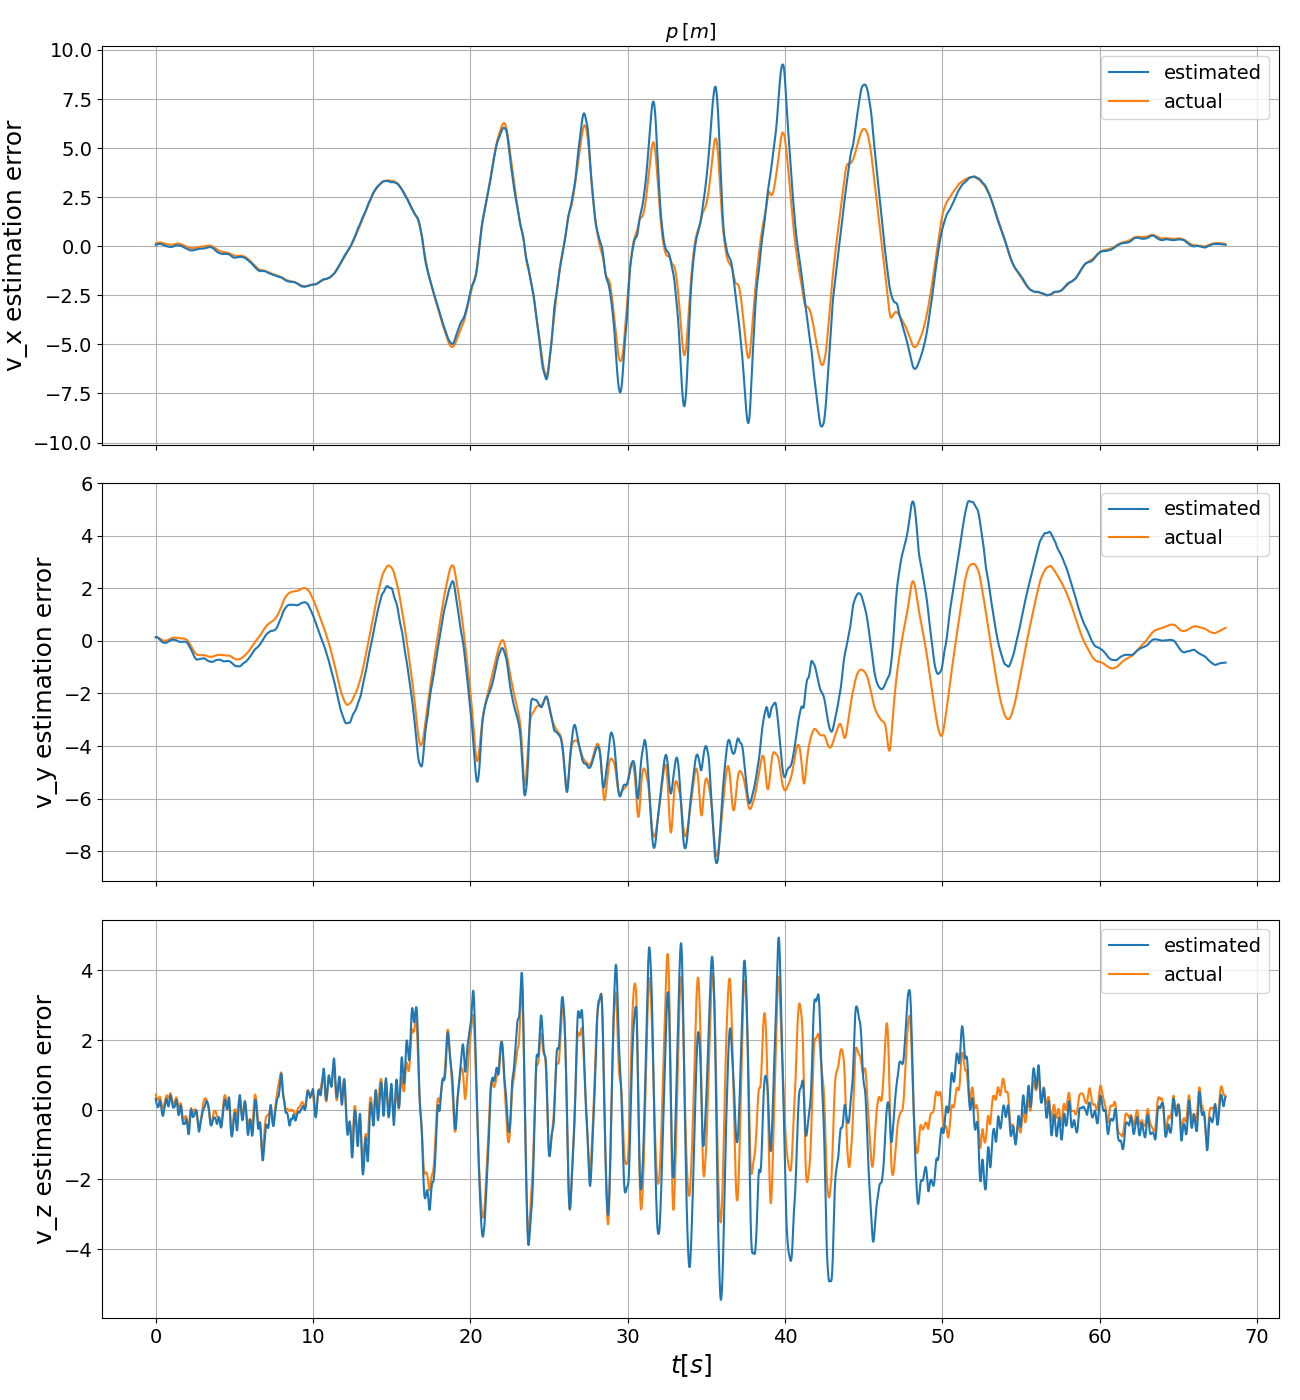 p [m]
10.0
7.5
5.0
2.5
0.0
−2.5
−5.0
−7.5
−10.0
v_x estimation error
estimated
actual
6
4
2
0
−2
−4
−6
−8
v_y estimation error
estimated
actual
4
2
0
−2
−4
v_z estimation error
estimated
actual
0 10 20 30 40 50 60 70
t[s]